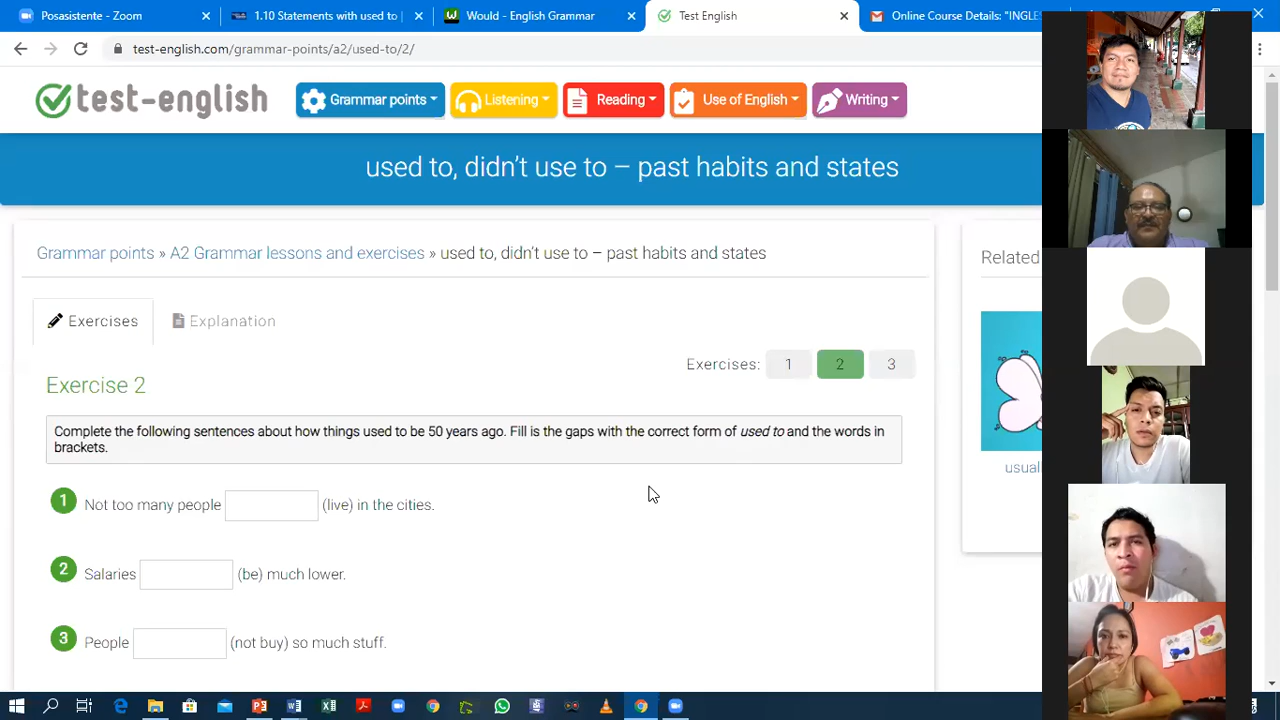 Posasistente - Zoom
1.10 Statements with used to
Would - English Grammar
Test English
Online Course Details: "INGLES
test-english.com/grammar-points/a2/used-to/2/
test-english
Grammar points
Listening
Reading
Use of English
Writing
used to, didn't use to – past habits and states
Grammar points » A2 Grammar lessons and exercises » used to, didn't use to – past habits and states
Related
Exercises
Explanation
Exercises: 1 2 3
Exercise 2
Complete the following sentences about how things used to be 50 years ago. Fill is the gaps with the correct form of used to and the words in
brackets.
usual
1 Not too many people (live) in the cities.
2 Salaries (be) much lower.
3 People (not buy) so much stuff.